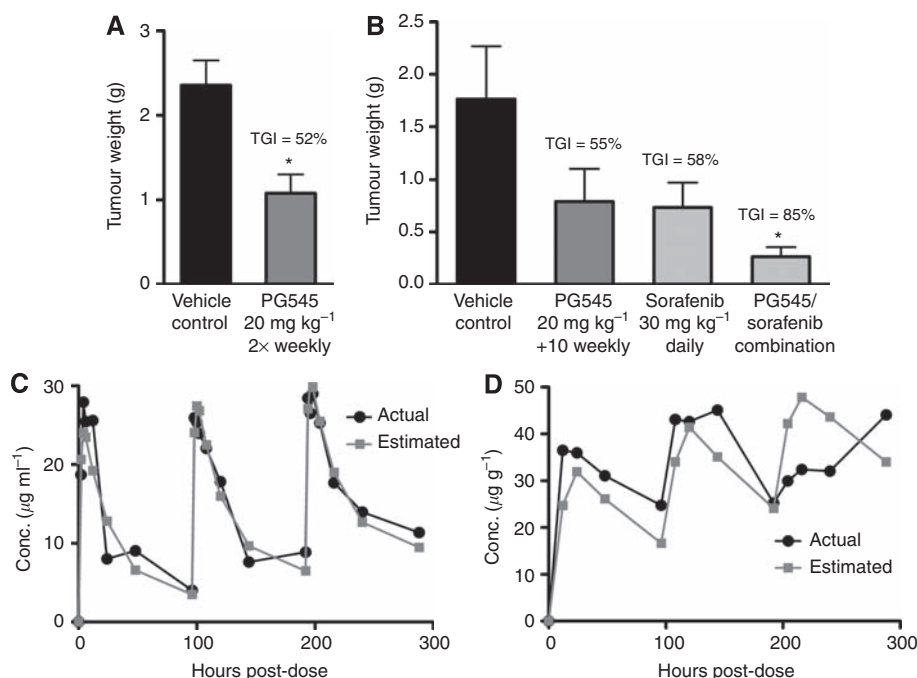 A
Tumour weight (g)
3
2
1
0
TGI = 52%
*
Vehicle
control
PG545
20 mg kg⁻¹
2× weekly
B
Tumour weight (g)
2.5
2.0
1.5
1.0
0.5
0.0
TGI = 55%
TGI = 58%
TGI = 85%
*
Vehicle
control
PG545
20 mg kg⁻¹
+10 weekly
Sorafenib
30 mg kg⁻¹
daily
PG545/
sorafenib
combination
C
Conc. (µg ml⁻¹)
30
20
10
0
Actual
Estimated
0 100 200 300
Hours post-dose
D
Conc. (µg g⁻¹)
50
40
30
20
10
0
Actual
Estimated
0 100 200 300
Hours post-dose